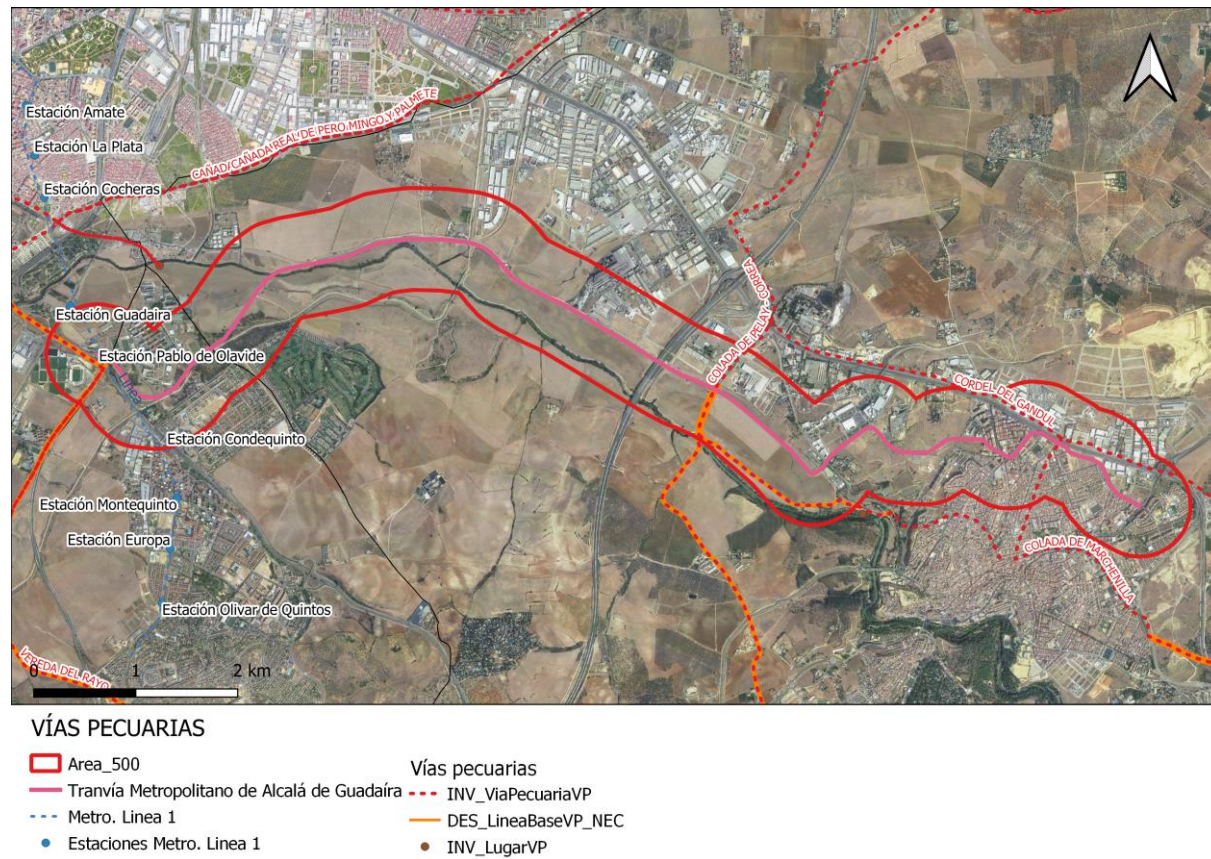 Estación Amate
CAÑAD/CAÑADA REAL DE PERO MINGO Y PALMETE
Estación La Plata
Estación Cocheras
COLADA DE PELAY-CORREA
Estación Guadaira
Estación Pablo de Olavide
Linea
CORDEL DEL GANDUL
Estación Condequinto
Estación Montequinto
Estación Europa
COLADA DE MARCHENILLA
Estación Olivar de Quintos
VEREDA DEL RAYO
0 1 2 km
VÍAS PECUARIAS
Area_500
Tranvía Metropolitano de Alcalá de Guadaíra
Metro. Linea 1
Estaciones Metro. Linea 1
Vías pecuarias
INV_ViaPecuariaVP
DES_LineaBaseVP_NEC
INV_LugarVP